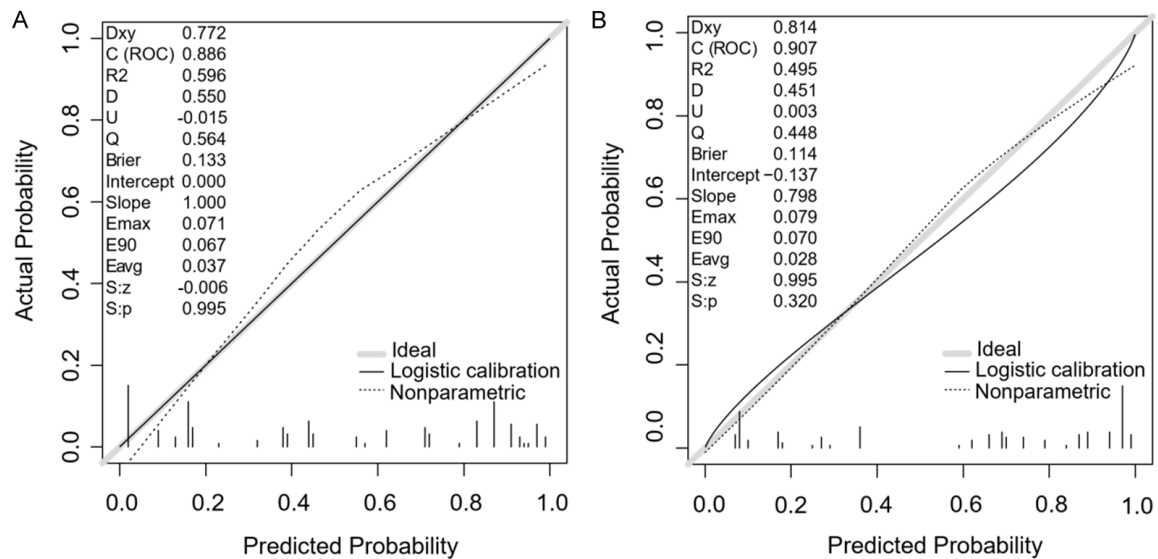 A
Dxy 0.772
C (ROC) 0.886
R2 0.596
D 0.550
U -0.015
Q 0.564
Brier 0.133
Intercept 0.000
Slope 1.000
Emax 0.071
E90 0.067
Eavg 0.037
S:z -0.006
S:p 0.995
Ideal
Logistic calibration
Nonparametric
Actual Probability
0.0 0.2 0.4 0.6 0.8 1.0
0.0 0.2 0.4 0.6 0.8 1.0
Predicted Probability
B
Dxy 0.814
C (ROC) 0.907
R2 0.495
D 0.451
U 0.003
Q 0.448
Brier 0.114
Intercept −0.137
Slope 0.798
Emax 0.079
E90 0.070
Eavg 0.028
S:z 0.995
S:p 0.320
Ideal
Logistic calibration
Nonparametric
Actual Probability
0.0 0.2 0.4 0.6 0.8 1.0
0.0 0.2 0.4 0.6 0.8 1.0
Predicted Probability